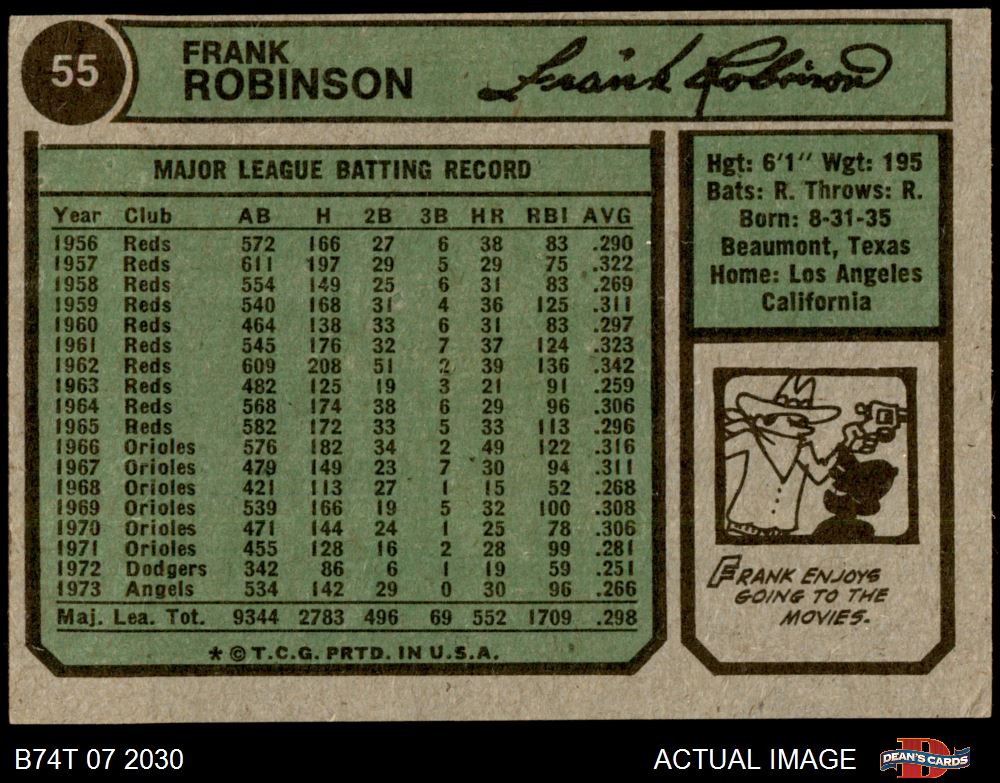 55
FRANK
ROBINSON
Frank Robinson
MAJOR LEAGUE BATTING RECORD
Year Club AB H 2B 3B HR RBI AVG
1956 Reds 572 166 27 6 38 83 .290
1957 Reds 611 197 29 5 29 75 .322
1958 Reds 554 149 25 6 31 83 .269
1959 Reds 540 168 31 4 36 125 .311
1960 Reds 464 138 33 6 31 83 .297
1961 Reds 545 176 32 7 37 124 .323
1962 Reds 609 208 51 2 39 136 .342
1963 Reds 482 125 19 3 21 91 .259
1964 Reds 568 174 38 6 29 96 .306
1965 Reds 582 172 33 5 33 113 .296
1966 Orioles 576 182 34 2 49 122 .316
1967 Orioles 479 149 23 7 30 94 .311
1968 Orioles 421 113 27 1 15 52 .268
1969 Orioles 539 166 19 5 32 100 .308
1970 Orioles 471 144 24 1 25 78 .306
1971 Orioles 455 128 16 2 28 99 .281
1972 Dodgers 342 86 6 1 19 59 .251
1973 Angels 534 142 29 0 30 96 .266
Maj. Lea. Tot. 9344 2783 496 69 552 1709 .298
* © T.C.G. PRTD. IN U.S.A.
Hgt: 6'1" Wgt: 195
Bats: R. Throws: R.
Born: 8-31-35
Beaumont, Texas
Home: Los Angeles
California
FRANK ENJOYS
GOING TO THE
MOVIES.
B74T 07 2030
ACTUAL IMAGE
DEAN'S CARDS